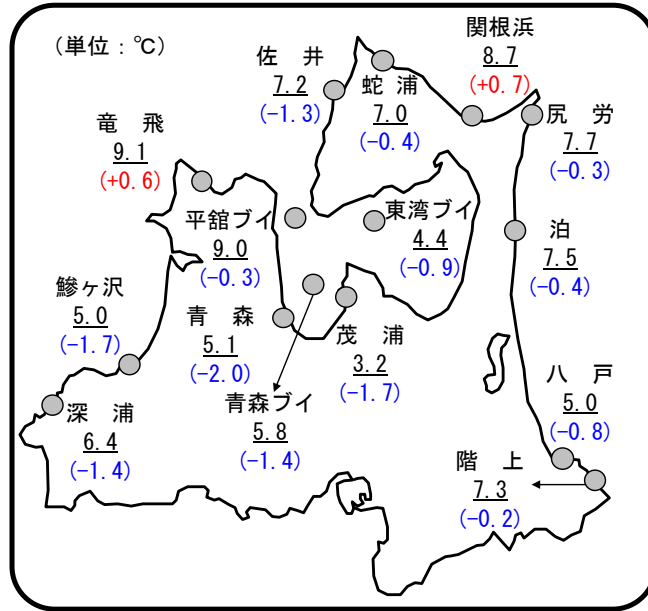 (単位：℃)
関根浜
8.7
(+0.7)
佐 井
7.2
(−1.3)
蛇 浦
7.0
(−0.4)
尻 労
7.7
(−0.3)
竜 飛
9.1
(+0.6)
平舘ブイ
9.0
(−0.3)
東湾ブイ
4.4
(−0.9)
泊
7.5
(−0.4)
鰺ヶ沢
5.0
(−1.7)
青 森
5.1
(−2.0)
茂 浦
3.2
(−1.7)
八 戸
5.0
(−0.8)
青森ブイ
5.8
(−1.4)
深 浦
6.4
(−1.4)
階 上
7.3
(−0.2)